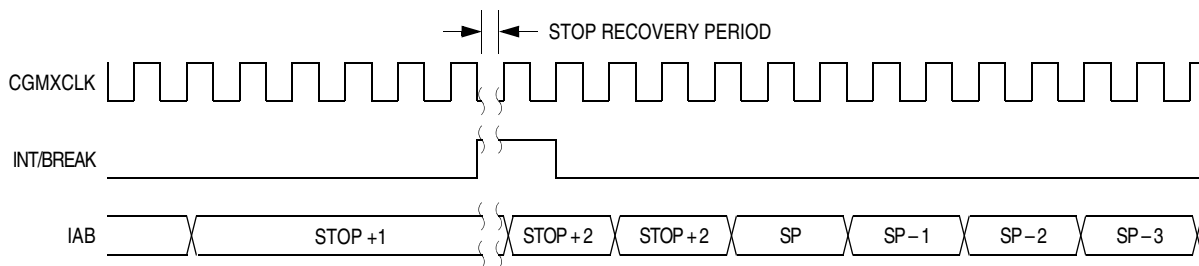 STOP RECOVERY PERIOD
CGMXCLK
INT/BREAK
IAB STOP +1 STOP + 2 STOP + 2 SP SP – 1 SP – 2 SP – 3